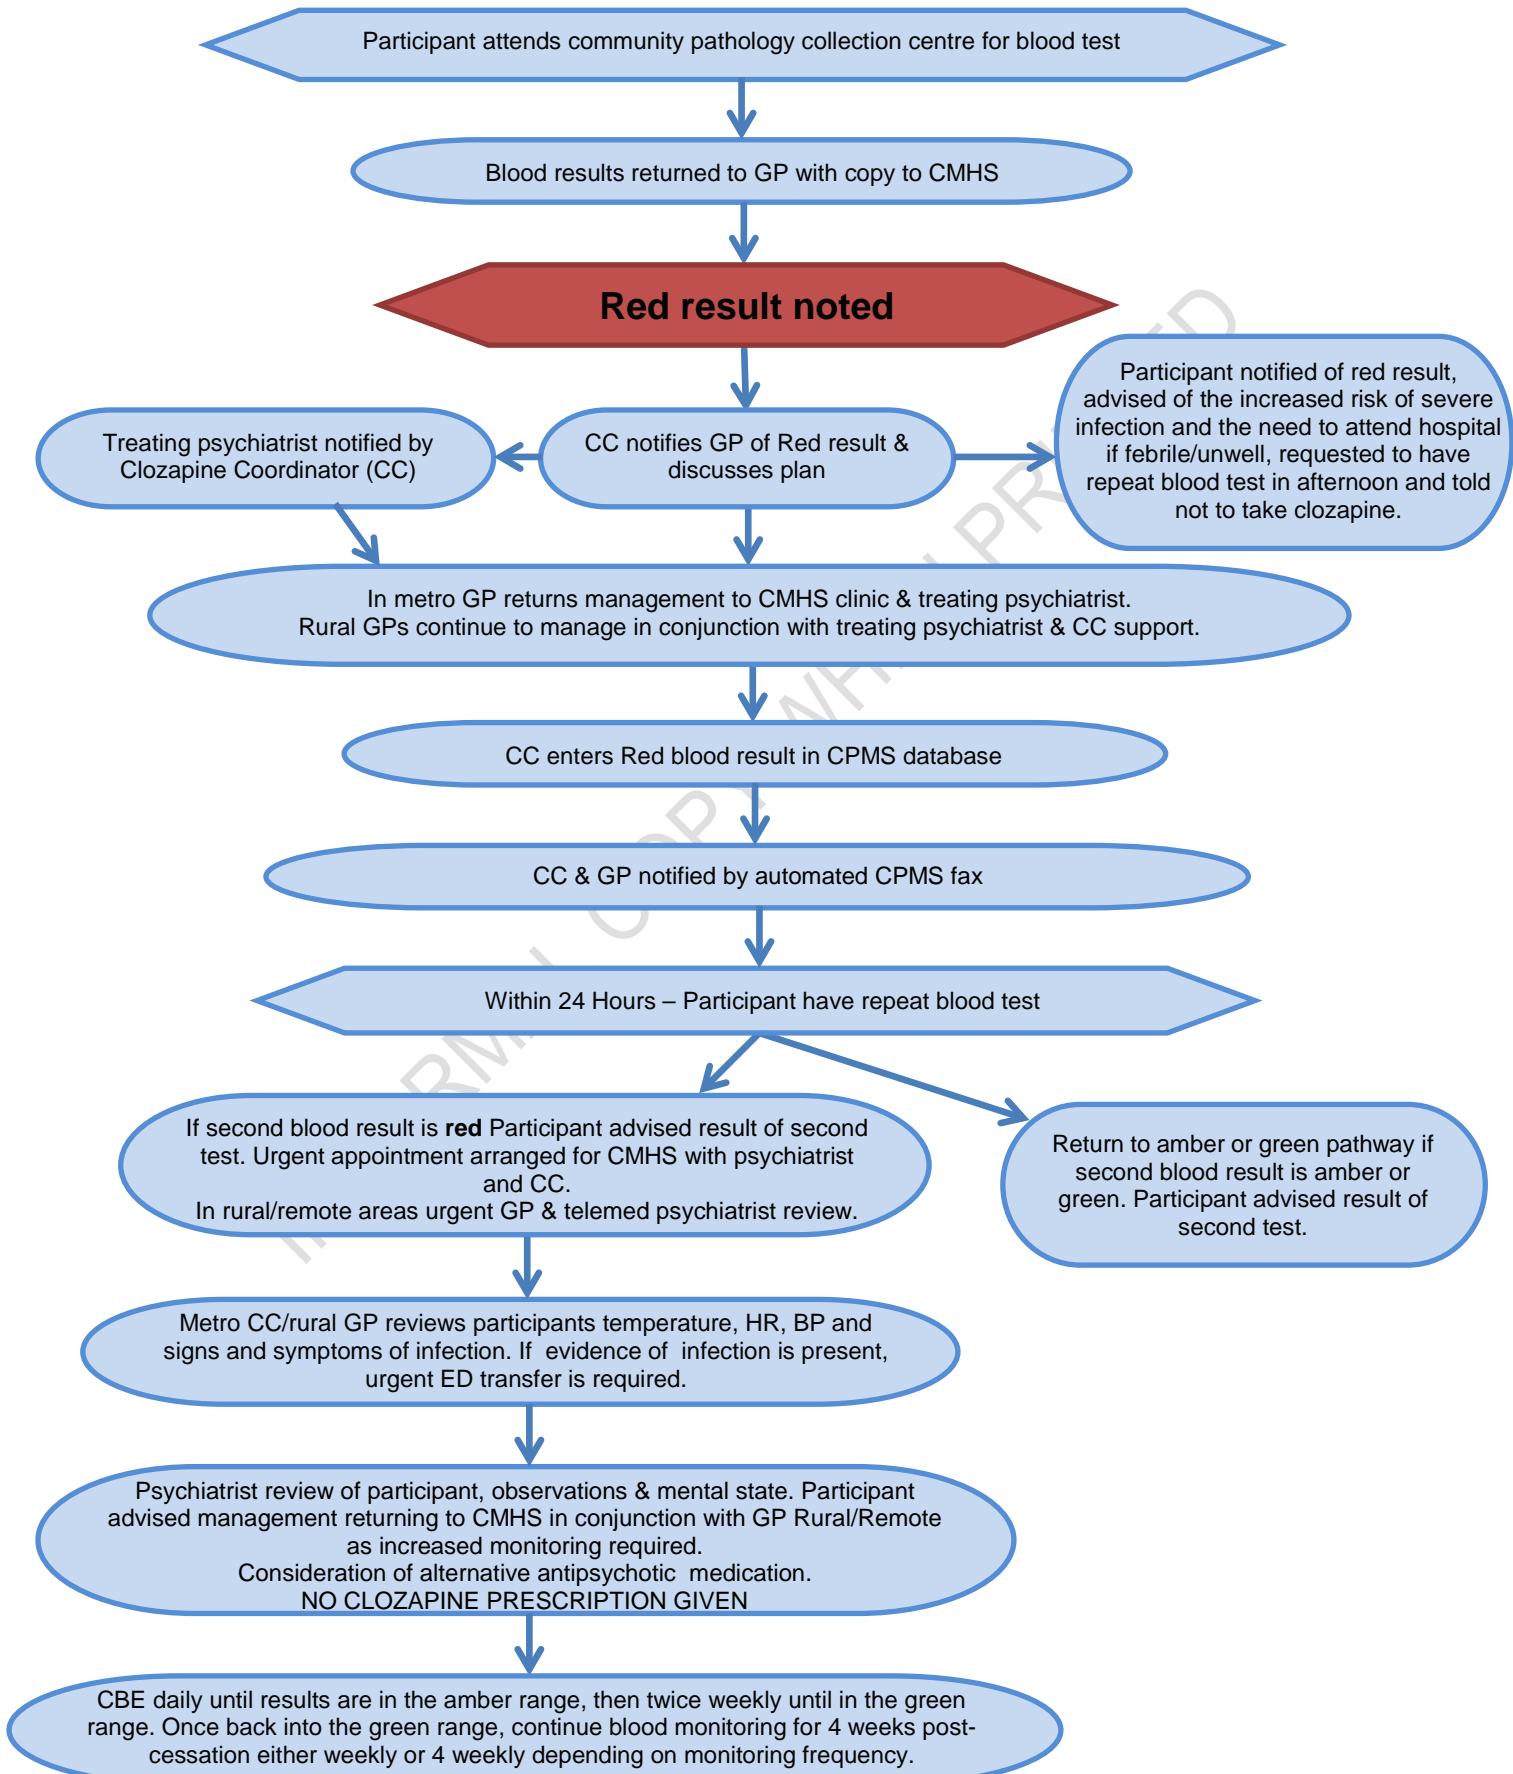 Participant attends community pathology collection centre for blood test
Blood results returned to GP with copy to CMHS
Red result noted
Treating psychiatrist notified by
Clozapine Coordinator (CC)
CC notifies GP of Red result &
discusses plan
Participant notified of red result,
advised of the increased risk of severe
infection and the need to attend hospital
if febrile/unwell, requested to have
repeat blood test in afternoon and told
not to take clozapine.
In metro GP returns management to CMHS clinic & treating psychiatrist.
Rural GPs continue to manage in conjunction with treating psychiatrist & CC support.
CC enters Red blood result in CPMS database
CC & GP notified by automated CPMS fax
Within 24 Hours – Participant have repeat blood test
If second blood result is red Participant advised result of second
test. Urgent appointment arranged for CMHS with psychiatrist
and CC.
In rural/remote areas urgent GP & telemed psychiatrist review.
Return to amber or green pathway if
second blood result is amber or
green. Participant advised result of
second test.
Metro CC/rural GP reviews participants temperature, HR, BP and
signs and symptoms of infection. If evidence of infection is present,
urgent ED transfer is required.
Psychiatrist review of participant, observations & mental state. Participant
advised management returning to CMHS in conjunction with GP Rural/Remote
as increased monitoring required.
Consideration of alternative antipsychotic medication.
NO CLOZAPINE PRESCRIPTION GIVEN
CBE daily until results are in the amber range, then twice weekly until in the green
range. Once back into the green range, continue blood monitoring for 4 weeks post-
cessation either weekly or 4 weekly depending on monitoring frequency.